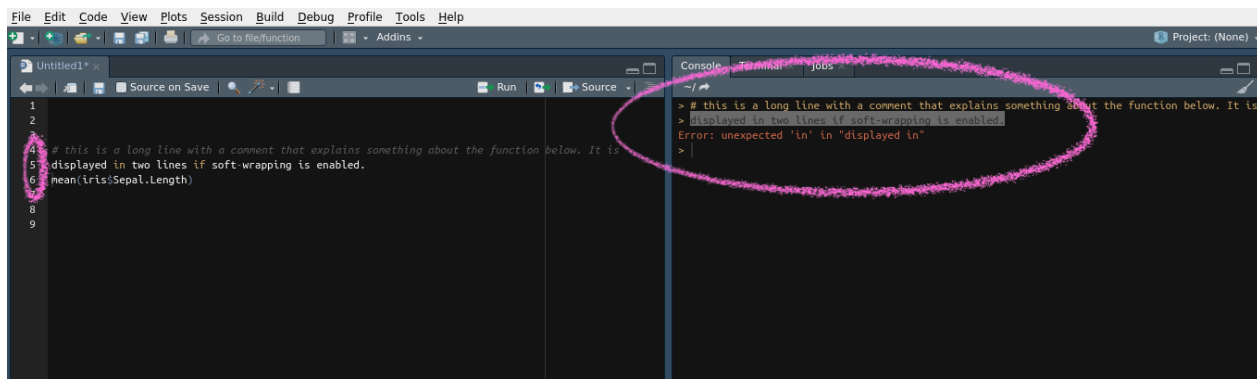 File Edit Code View Plots Session Build Debug Profile Tools Help
Go to file/function Addins Project: (None)
Untitled1*
Source on Save Run Source
1
2
3
4 # this is a long line with a comment that explains something about the function below. It is
5 displayed in two lines if soft-wrapping is enabled.
6 mean(iris$Sepal.Length)
7
8
9
Console Terminal Jobs
~/
> # this is a long line with a comment that explains something about the function below. It is
> displayed in two lines if soft-wrapping is enabled.
Error: unexpected 'in' in "displayed in"
>